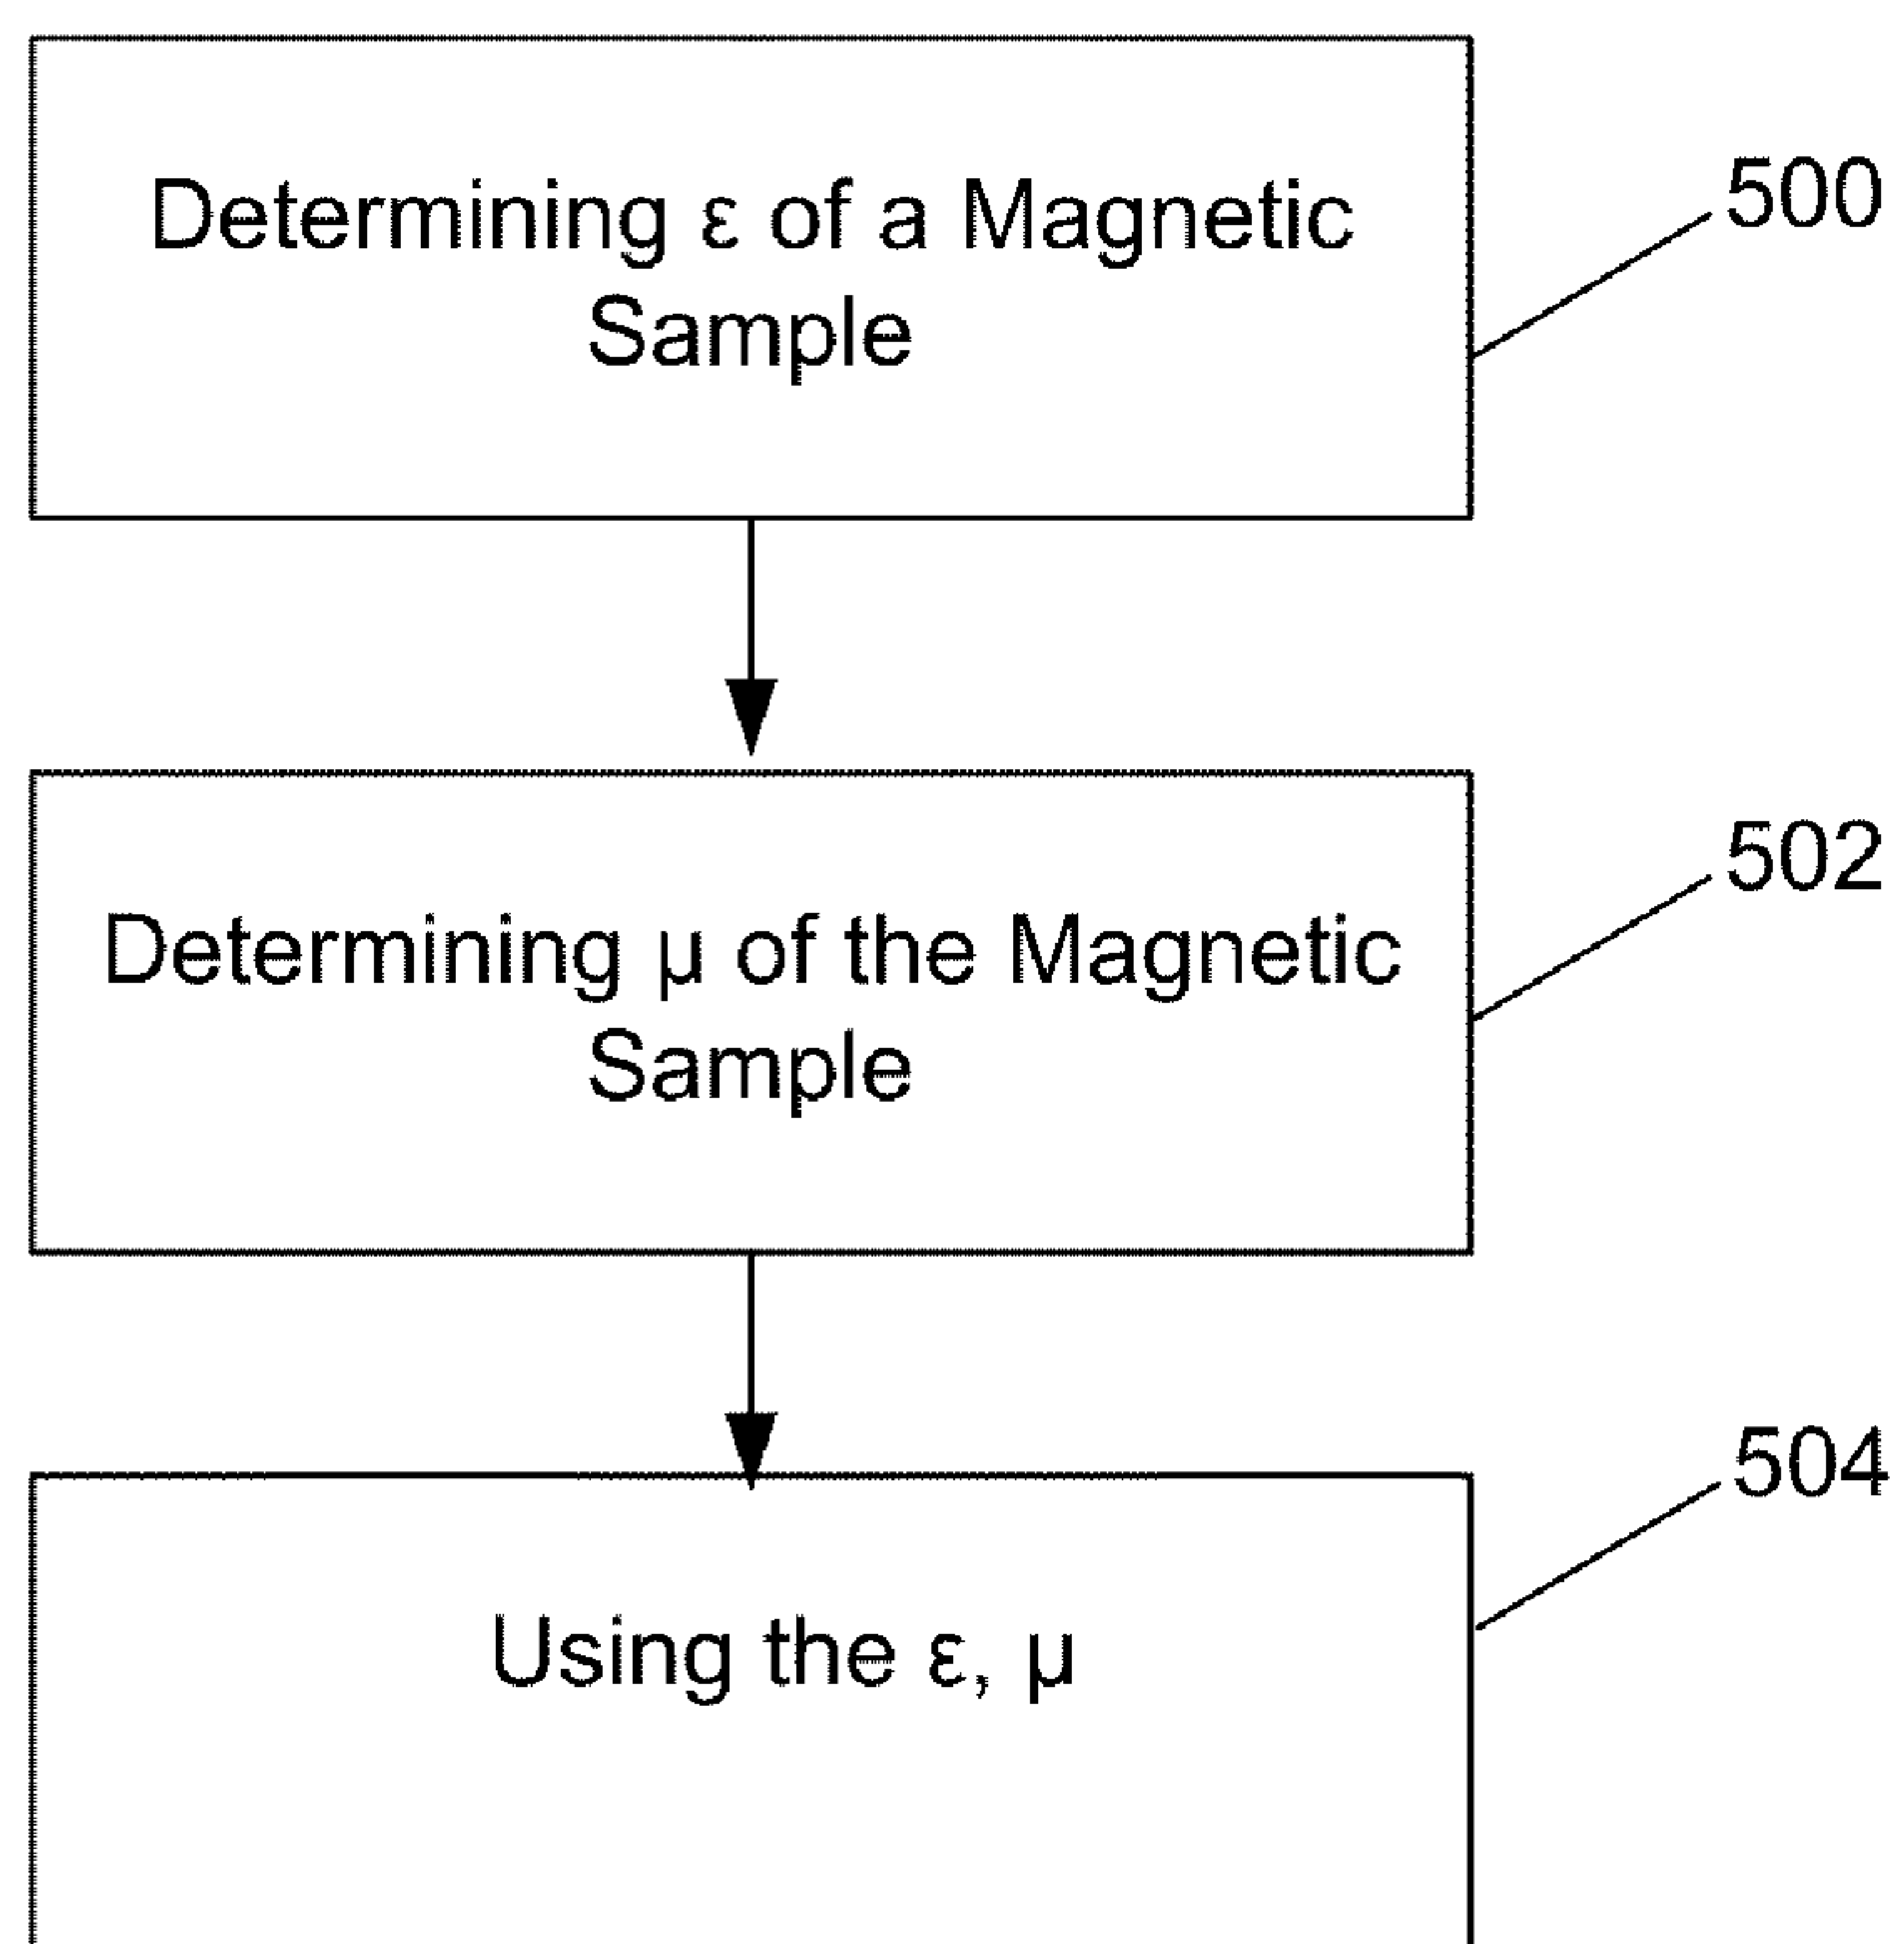 Determining ε of a Magnetic
Sample
500
Determining μ of the Magnetic
Sample
502
Using the ε, μ
504